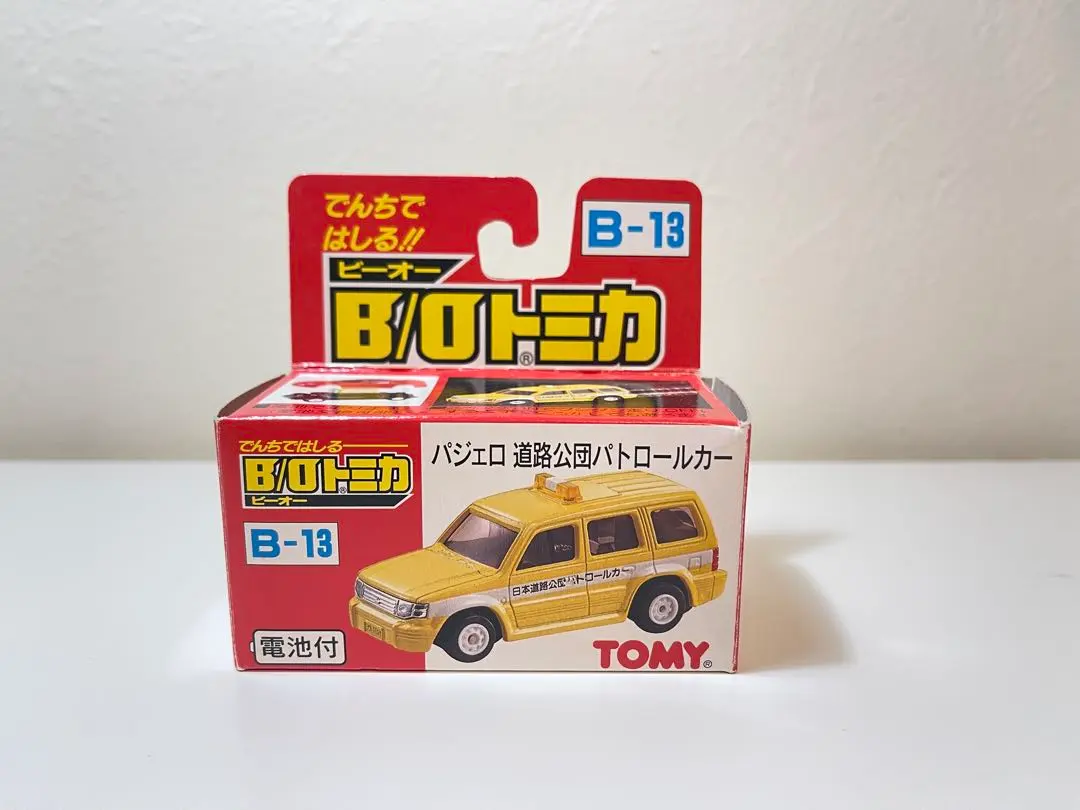 でんちで
はしる!!
B-13
ビーオー
B/Oトミカ®
でんちではしる
B/Oトミカ®
ビーオー
B-13
電池付
パジェロ 道路公団パトロールカー
日本道路公団パトロールカー
TOMY®